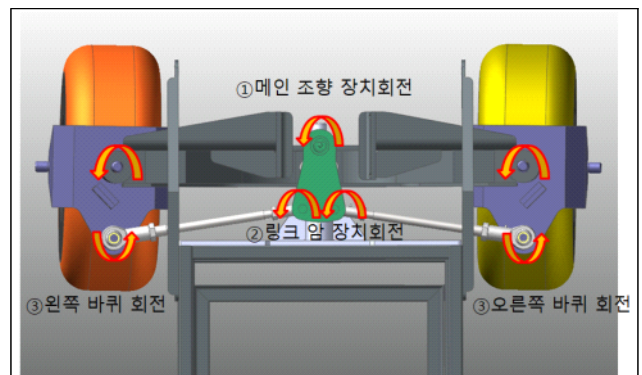 ①메인 조향 장치회전
②링크 암 장치회전
③왼쪽 바퀴 회전
③오른쪽 바퀴 회전